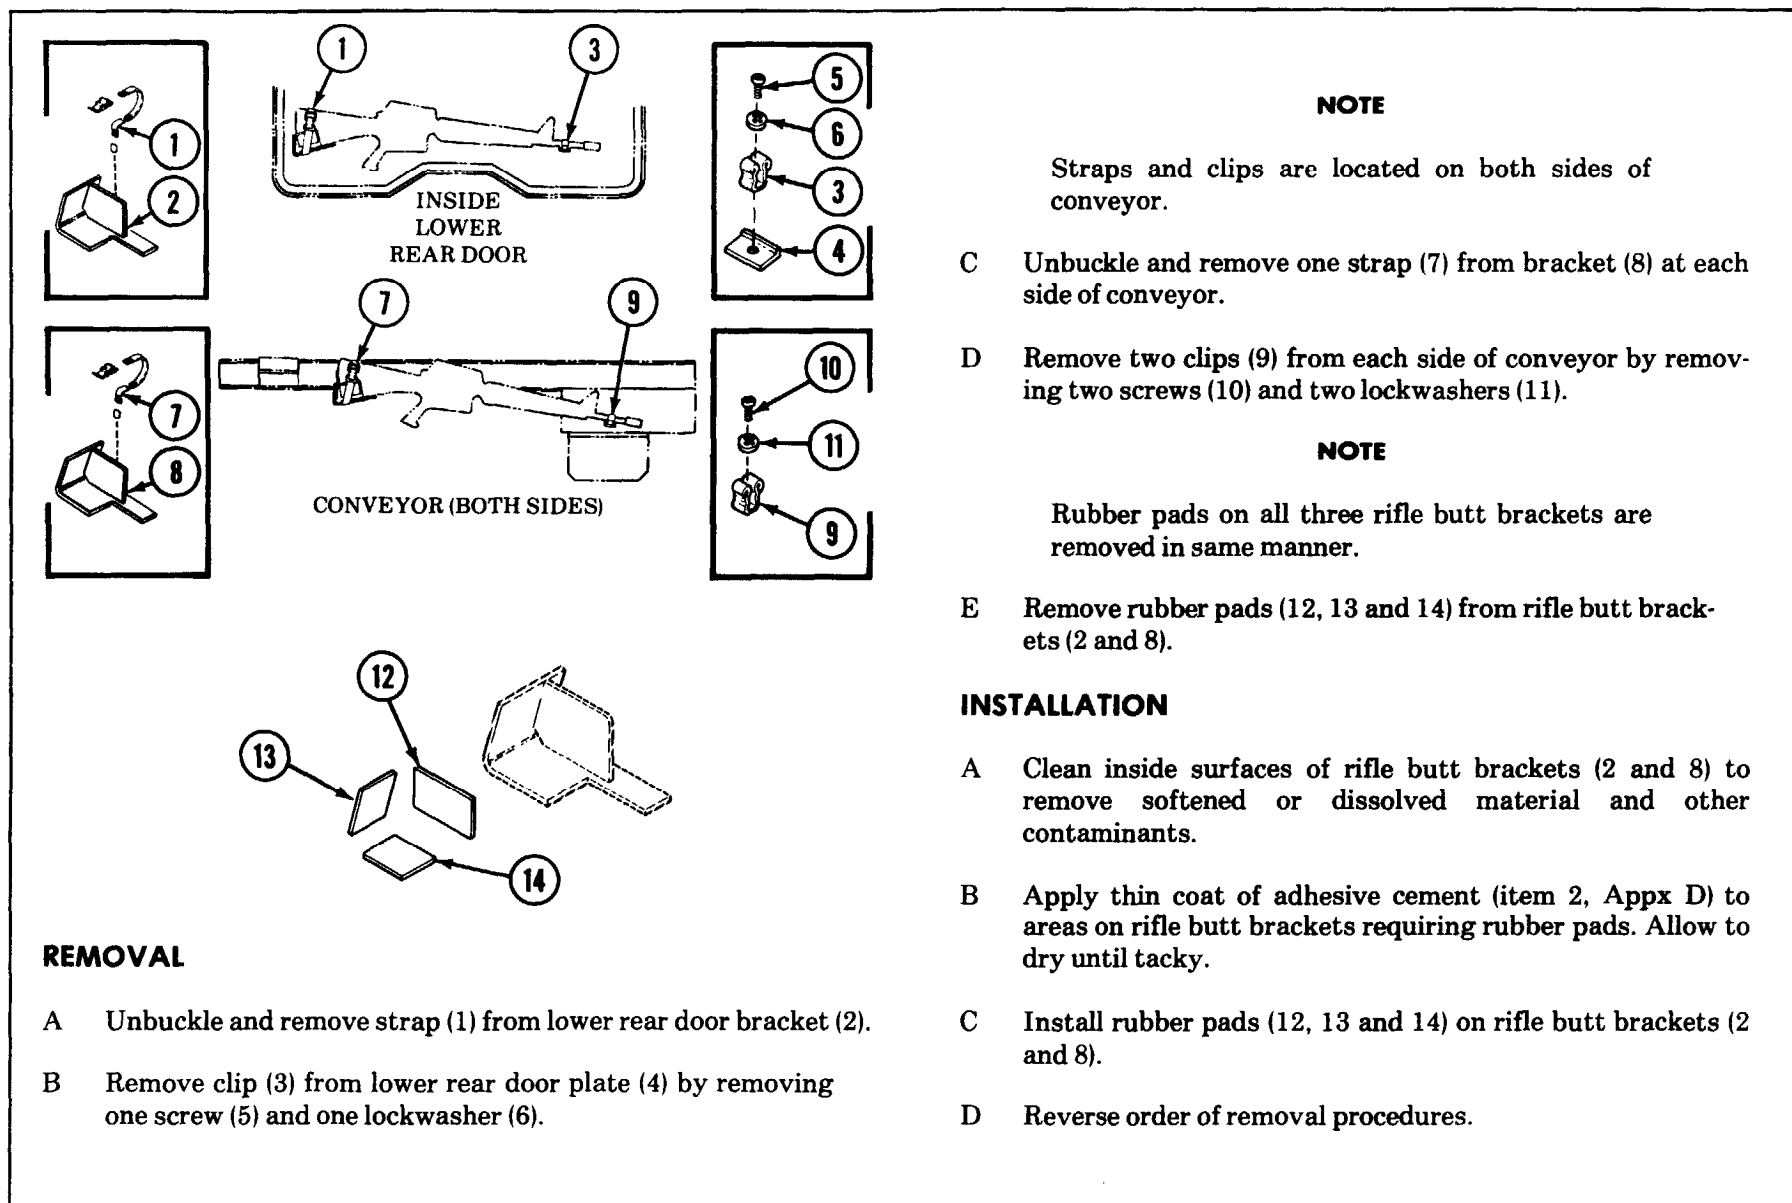 1
3
1
2
INSIDE
LOWER
REAR DOOR
5
6
3
4
7
9
7
8
CONVEYOR (BOTH SIDES)
10
11
9
12
13
14
REMOVAL
A Unbuckle and remove strap (1) from lower rear door bracket (2).
B Remove clip (3) from lower rear door plate (4) by removing
one screw (5) and one lockwasher (6).
NOTE
Straps and clips are located on both sides of
conveyor.
C Unbuckle and remove one strap (7) from bracket (8) at each
side of conveyor.
D Remove two clips (9) from each side of conveyor by remov-
ing two screws (10) and two lockwashers (11).
NOTE
Rubber pads on all three rifle butt brackets are
removed in same manner.
E Remove rubber pads (12, 13 and 14) from rifle butt brack-
ets (2 and 8).
INSTALLATION
A Clean inside surfaces of rifle butt brackets (2 and 8) to
remove softened or dissolved material and other
contaminants.
B Apply thin coat of adhesive cement (item 2, Appx D) to
areas on rifle butt brackets requiring rubber pads. Allow to
dry until tacky.
C Install rubber pads (12, 13 and 14) on rifle butt brackets (2
and 8).
D Reverse order of removal procedures.